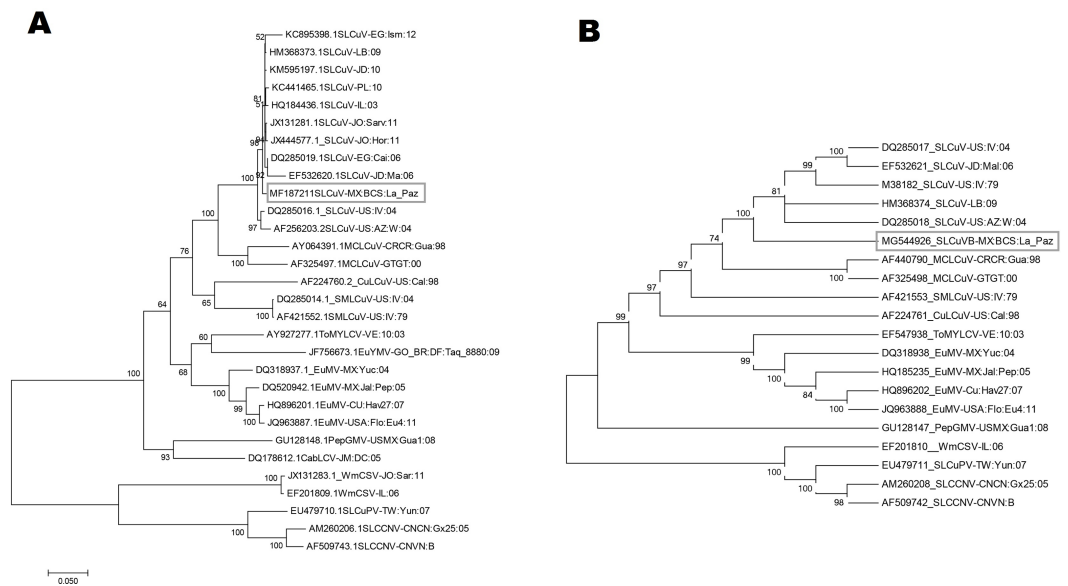 A
52
KC895398.1SLCuV-EG:Ism:12
HM368373.1SLCuV-LB:09
KM595197.1SLCuV-JD:10
KC441465.1SLCuV-PL:10
81
51
HQ184436.1SLCuV-IL:03
JX131281.1SLCuV-JO:Sarv:11
JX444577.1_SLCuV-JO:Hor:11
DQ285019.1SLCuV-EG:Cai:06
92
EF532620.1SLCuV-JD:Ma:06
100
MF187211SLCuV-MX:BCS:La_Paz
100
DQ285016.1_SLCuV-US:IV:04
97
AF256203.2SLCuV-US:AZ:W:04
AY064391.1MCLCuV-CRCR:Gua:98
76
100
AF325497.1MCLCuV-GTGT:00
AF224760.2_CuLCuV-US:Cal:98
65
DQ285014.1_SMLCuV-US:IV:04
64
100
AF421552.1SMLCuV-US:IV:79
60
AY927277.1ToMYLCV-VE:10:03
JF756673.1EuYMV-GO_BR:DF:Taq_8880:09
68
DQ318937.1_EuMV-MX:Yuc:04
100
100
DQ520942.1EuMV-MX:Jal:Pep:05
99
HQ896201.1EuMV-CU:Hav27:07
100
JQ963887.1EuMV-USA:Flo:Eu4:11
GU128148.1PepGMV-USMX:Gua1:08
93
DQ178612.1CabLCV-JM:DC:05
100
JX131283.1_WmCSV-JO:Sar:11
EF201809.1WmCSV-IL:06
EU479710.1SLCuPV-TW:Yun:07
100
AM260206.1SLCCNV-CNCN:Gx25:05
100
AF509743.1SLCCNV-CNVN:B
0.050
B
100
DQ285017_SLCuV-US:IV:04
99
EF532621_SLCuV-JD:Mal:06
M38182_SLCuV-US:IV:79
81
HM368374_SLCuV-LB:09
100
DQ285018_SLCuV-US:AZ:W:04
74
MG544926_SLCuVB-MX:BCS:La_Paz
AF440790_MCLCuV-CRCR:Gua:98
97
100
AF325498_MCLCuV-GTGT:00
97
AF421553_SMLCuV-US:IV:79
99
AF224761_CuLCuV-US:Cal:98
EF547938_ToMYLCV-VE:10:03
99
DQ318938_EuMV-MX:Yuc:04
100
HQ185235_EuMV-MX:Jal:Pep:05
84
HQ896202_EuMV-Cu:Hav27:07
100
JQ963888_EuMV-USA:Flo:Eu4:11
GU128147_PepGMV-USMX:Gua1:08
EF201810__WmCSV-IL:06
100
EU479711_SLCuPV-TW:Yun:07
100
AM260208_SLCCNV-CNCN:Gx25:05
98
AF509742_SLCCNV-CNVN:B